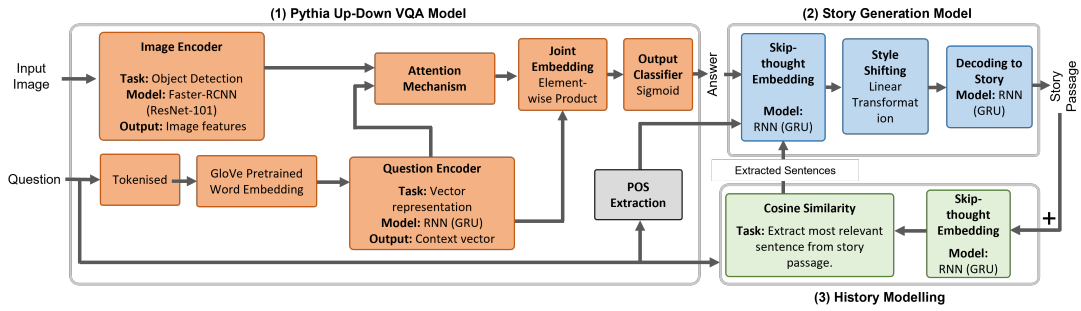 (1) Pythia Up-Down VQA Model
(2) Story Generation Model
Input
Image
Image Encoder
Task: Object Detection
Model: Faster-RCNN
(ResNet-101)
Output: Image features
Attention
Mechanism
Joint
Embedding
Element-
wise Product
Output
Classifier
Sigmoid
Answer
Skip-
thought
Embedding
Model:
RNN (GRU)
Style
Shifting
Linear
Transformat
ion
Decoding to
Story
Model: RNN
(GRU)
Story
Passage
Question
Tokenised
GloVe Pretrained
Word Embedding
Question Encoder
Task: Vector
representation
Model: RNN (GRU)
Output: Context vector
POS
Extraction
Extracted Sentences
Cosine Similarity
Task: Extract most relevant
sentence from story
passage.
Skip-
thought
Embedding
Model:
RNN (GRU)
+
(3) History Modelling